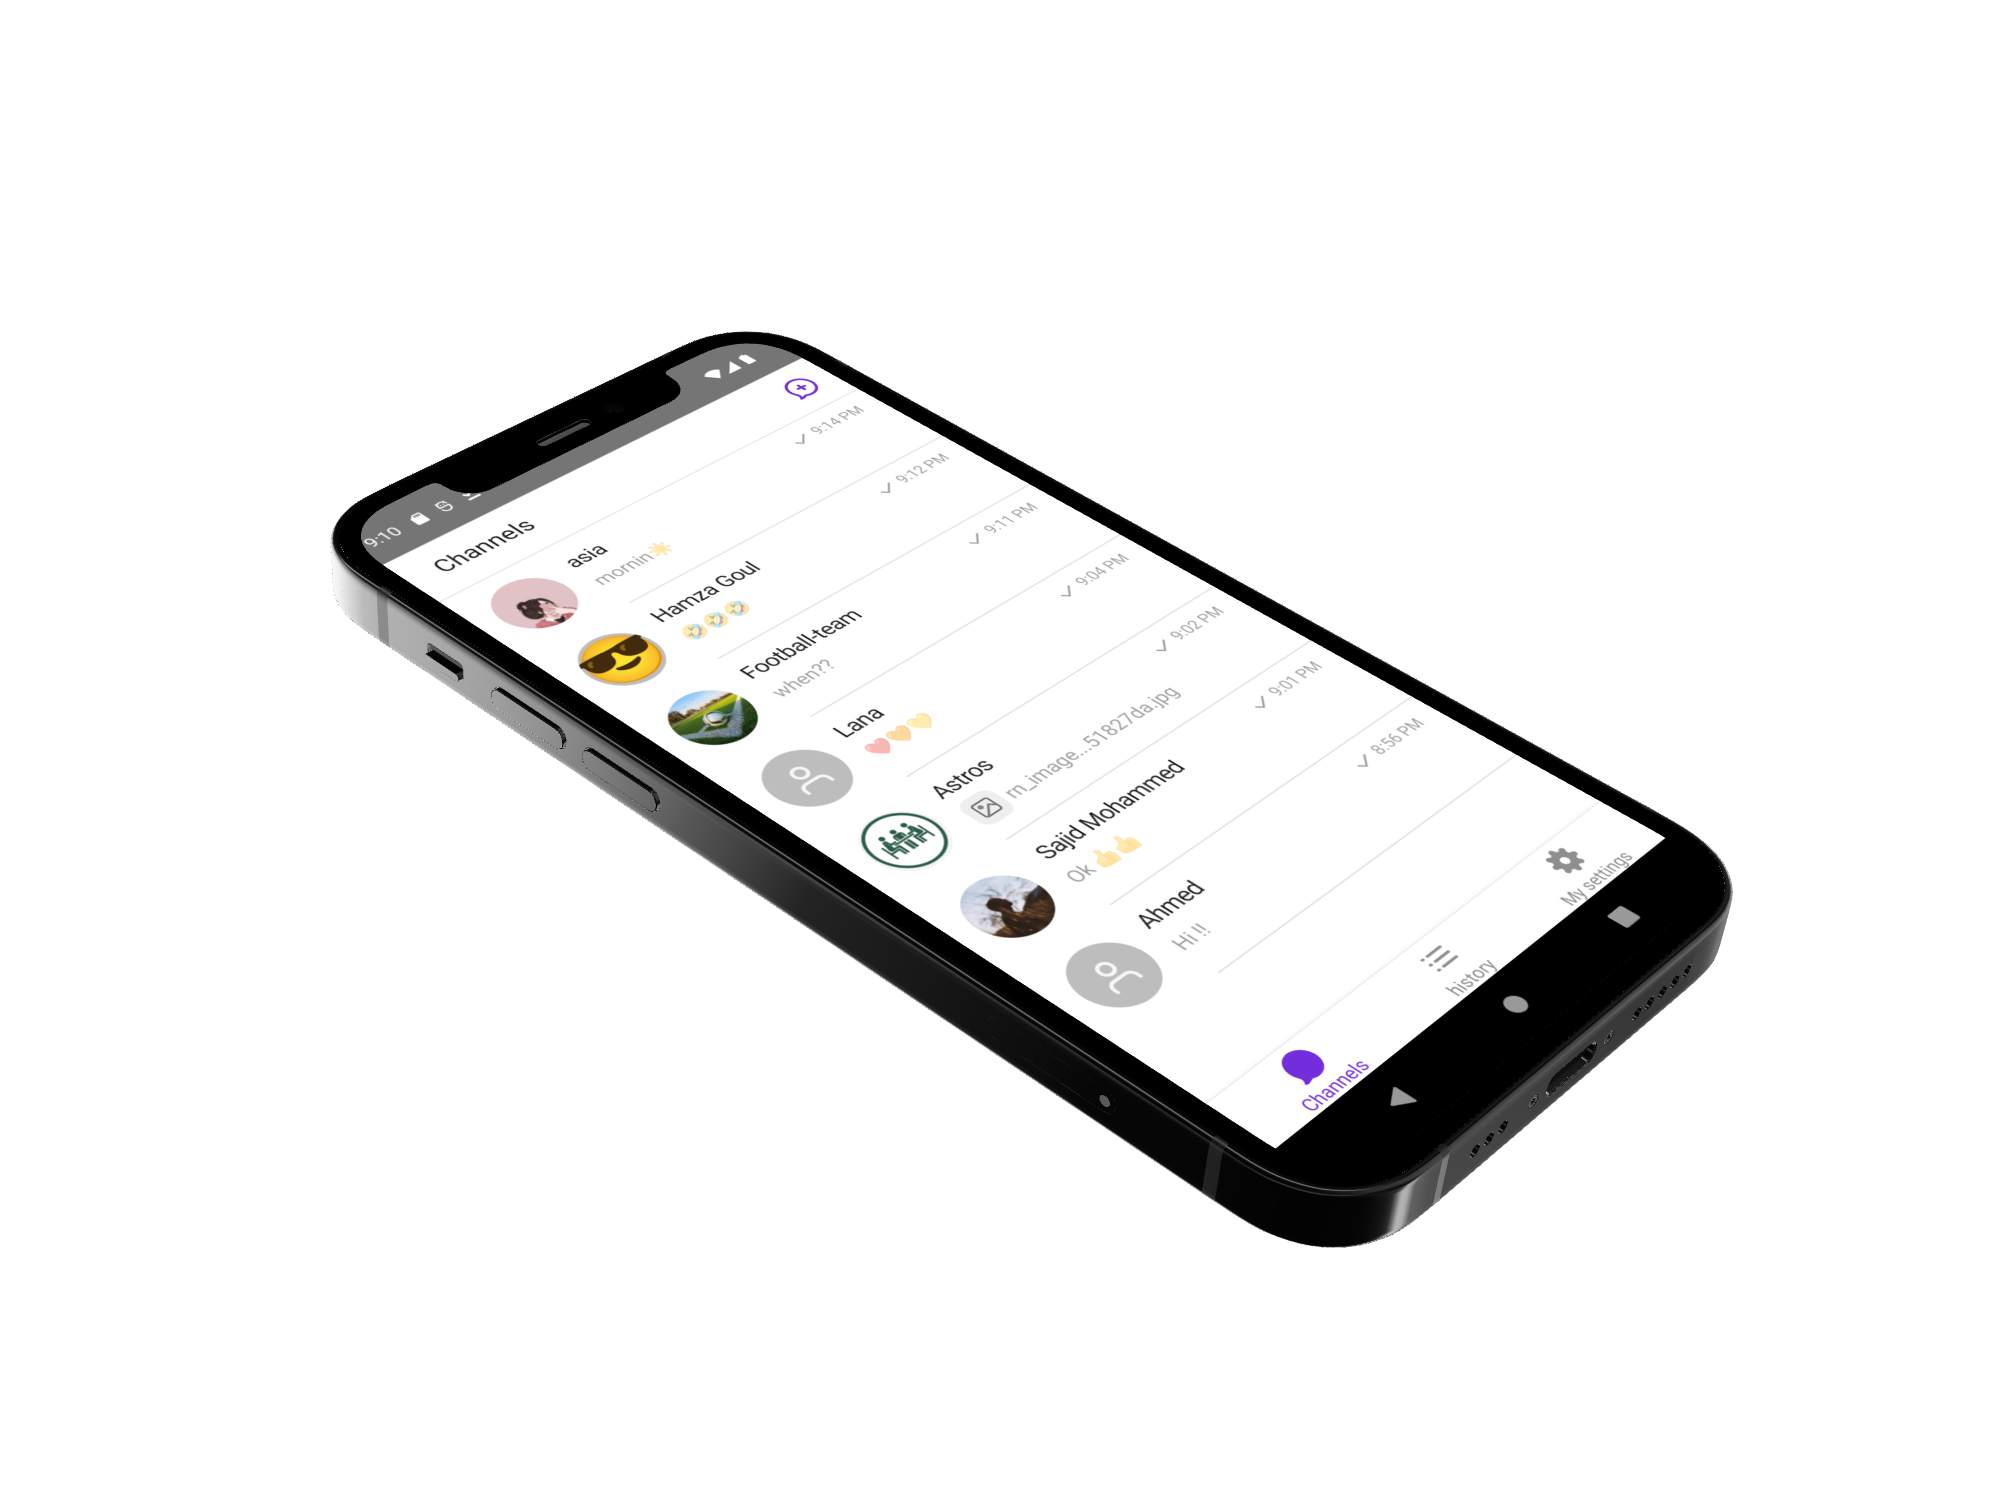 9:10
Channels
asia
9:14 PM
mornin☀️
Hamza Goul
9:12 PM
🤣🤣🤣
Football-team
9:11 PM
when??
Lana
9:04 PM
❤️🧡💛
Astros
9:02 PM
rn_image...51827da.jpg
Sajid Mohammed
9:01 PM
Ok 👍👍
Ahmed
8:56 PM
Hi !!
Channels
history
My settings